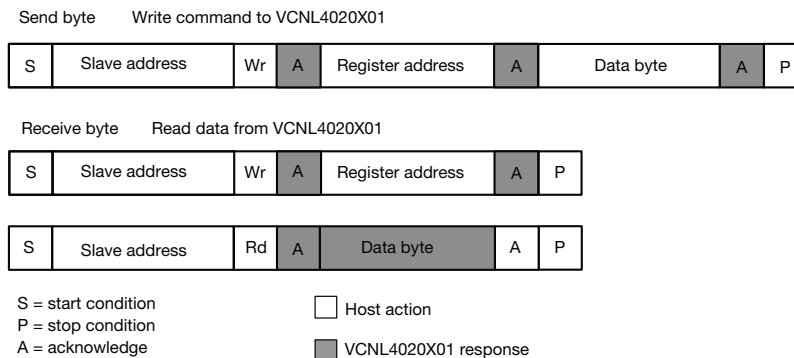 Send byte Write command to VCNL4020X01
S Slave address Wr A Register address A Data byte A P
Receive byte Read data from VCNL4020X01
S Slave address Wr A Register address A P
S Slave address Rd A Data byte A P
S = start condition
P = stop condition
A = acknowledge
Host action
VCNL4020X01 response